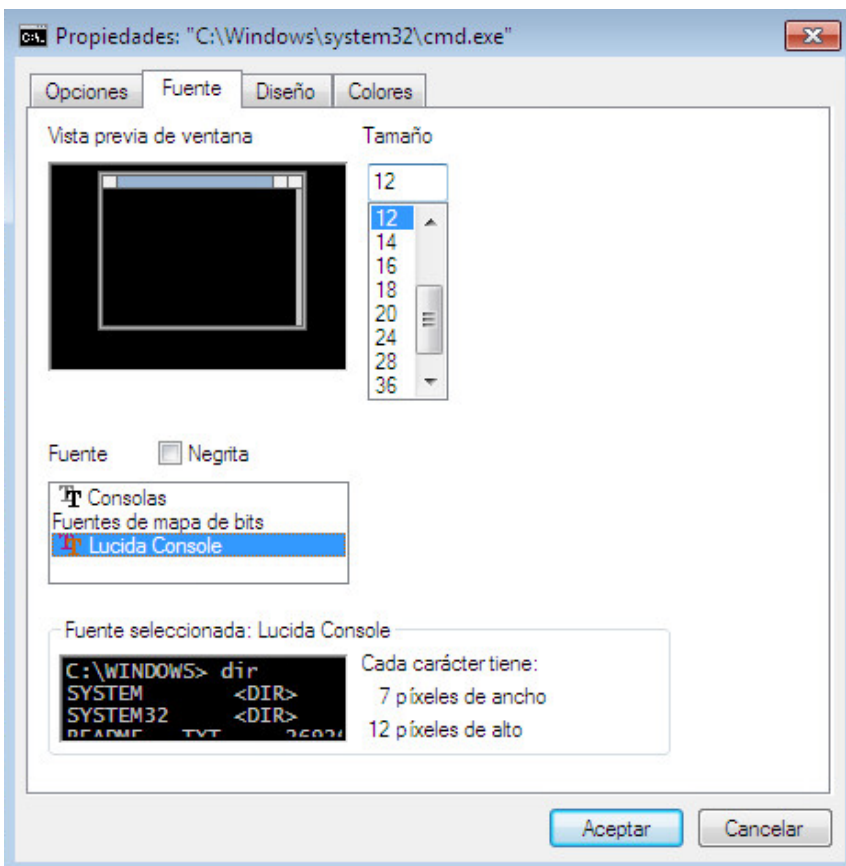 Propiedades: "C:\Windows\system32\cmd.exe"
Opciones Fuente Diseño Colores
Vista previa de ventana Tamaño
12
12
14
16
18
20
24
28
36
Fuente Negrita
Consolas
Fuentes de mapa de bits
Lucida Console
Fuente seleccionada: Lucida Console
C:\WINDOWS> dir
SYSTEM <DIR>
SYSTEM32 <DIR>
README TXT
Cada carácter tiene:
7 píxeles de ancho
12 píxeles de alto
Aceptar Cancelar